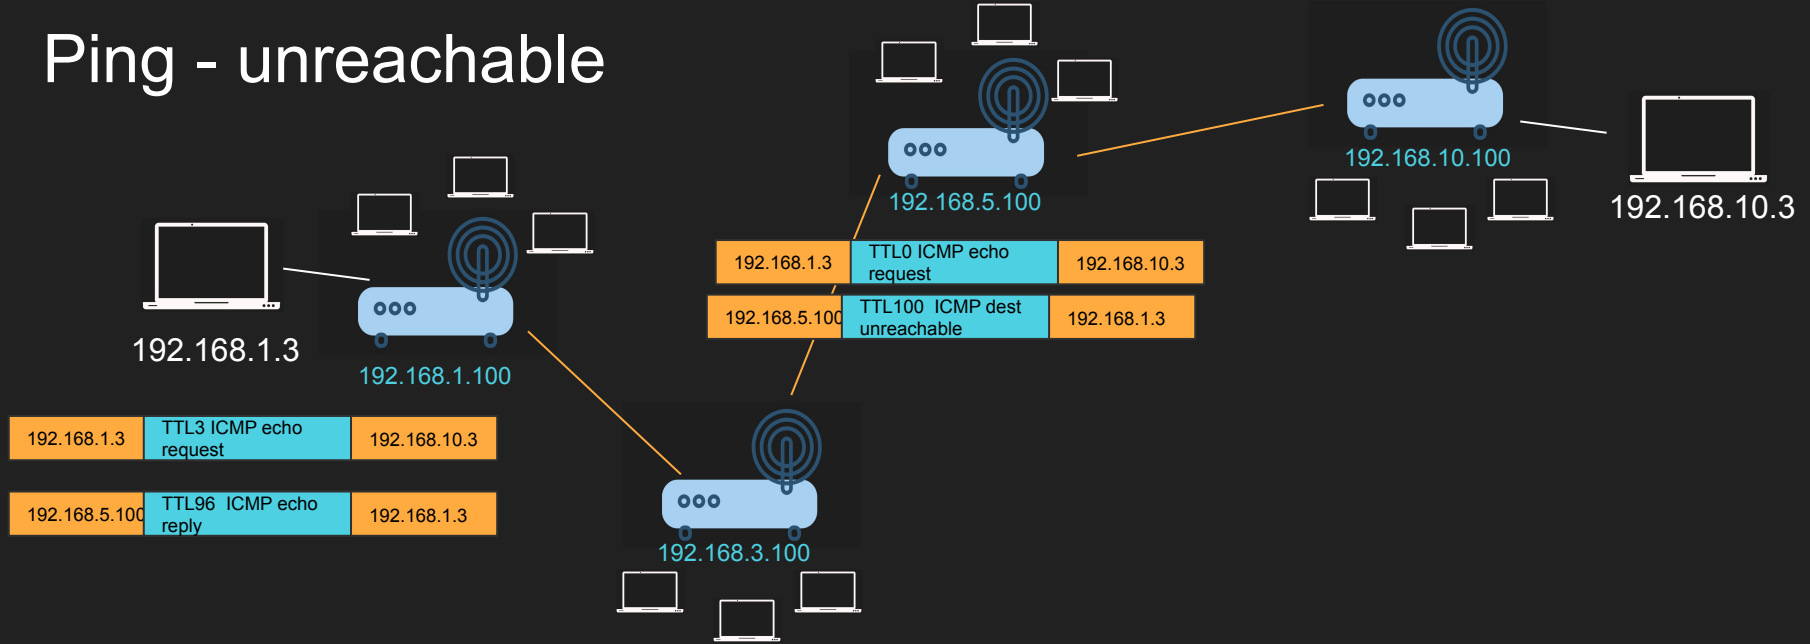 Ping - unreachable
192.168.1.3
192.168.1.100
192.168.3.100
192.168.5.100
192.168.10.100
192.168.10.3
192.168.1.3
TTL0 ICMP echo
request
192.168.10.3
192.168.5.100
TTL100  ICMP dest
unreachable
192.168.1.3
192.168.1.3
TTL3 ICMP echo
request
192.168.10.3
192.168.5.100
TTL96  ICMP echo
reply
192.168.1.3